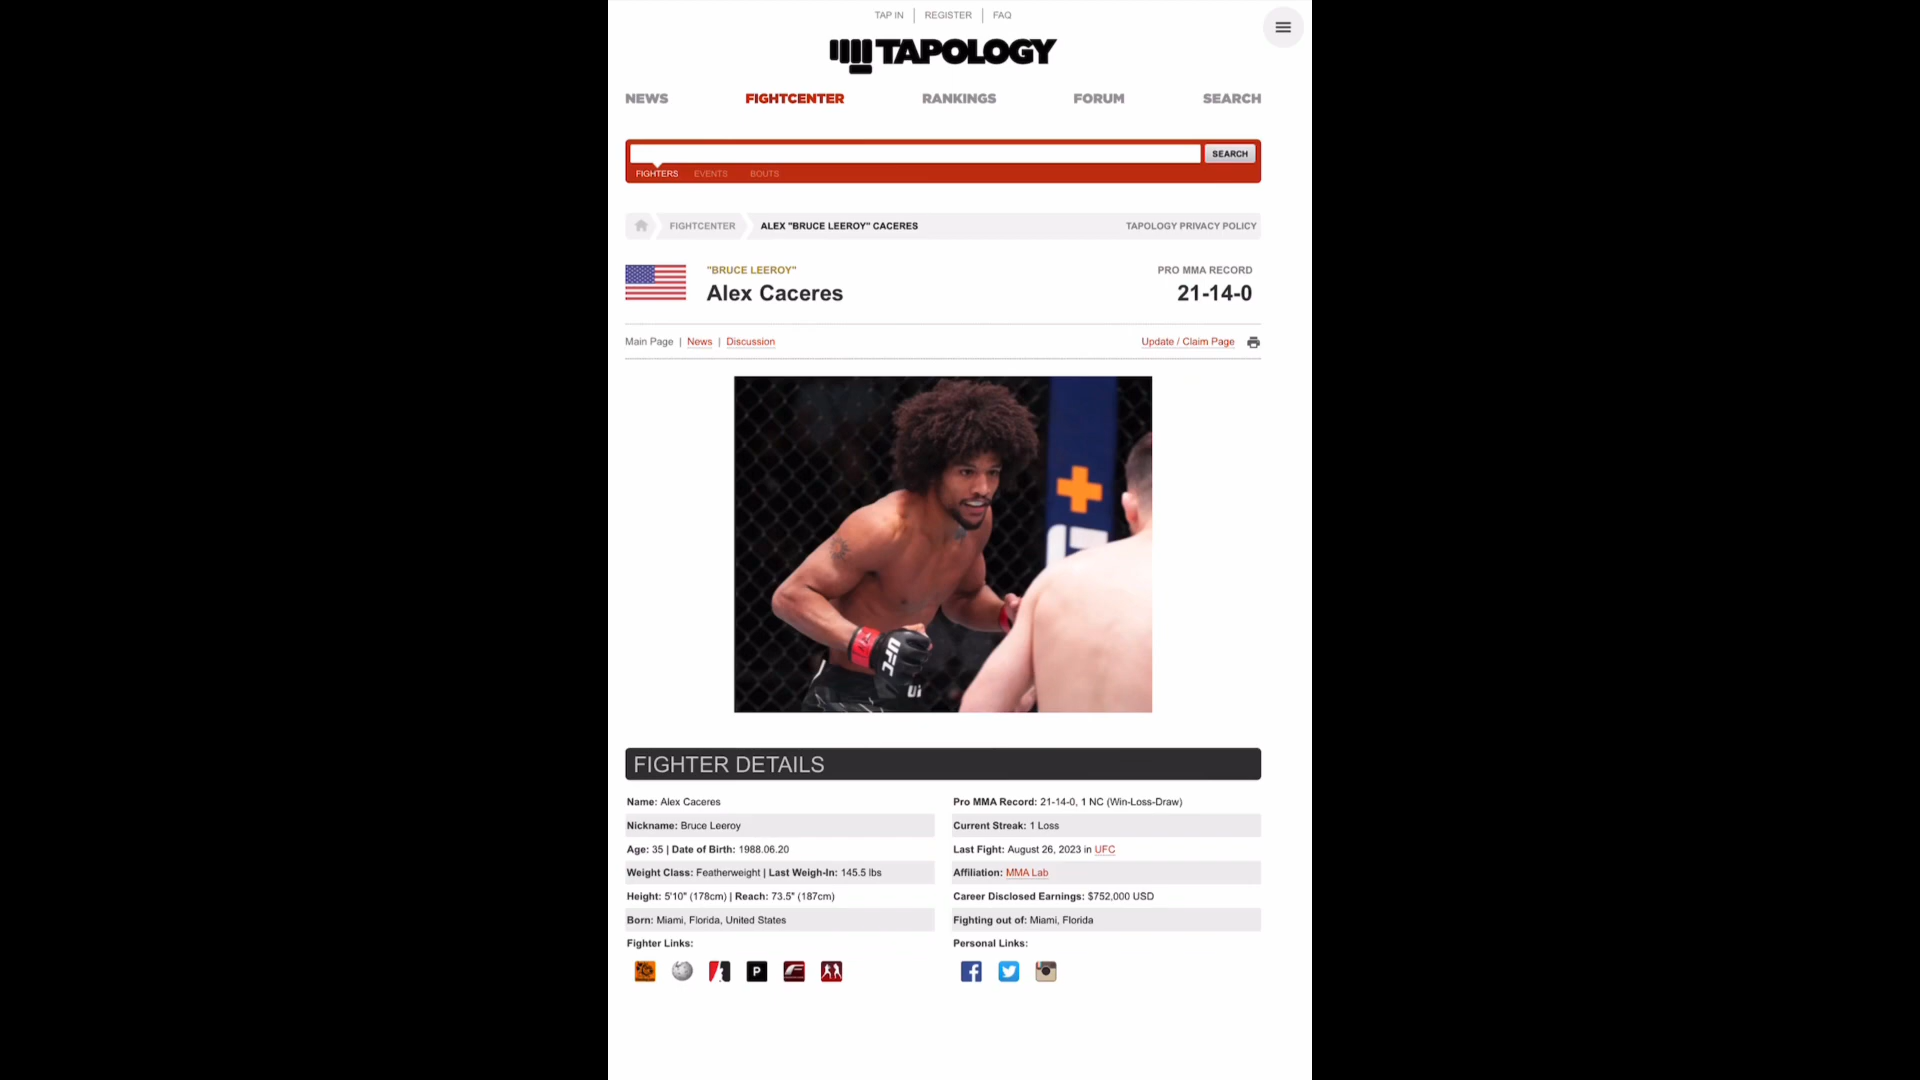 TAP IN | REGISTER | FAQ
TAPOLOGY
NEWS FIGHTCENTER RANKINGS FORUM SEARCH
SEARCH
FIGHTERS EVENTS BOUTS
FIGHTCENTER ALEX "BRUCE LEEROY" CACERES TAPOLOGY PRIVACY POLICY
"BRUCE LEEROY" PRO MMA RECORD
Alex Caceres 21-14-0
Main Page | News | Discussion Update / Claim Page
UFC
FIGHTER DETAILS
Name: Alex Caceres Pro MMA Record: 21-14-0, 1 NC (Win-Loss-Draw)
Nickname: Bruce Leeroy Current Streak: 1 Loss
Age: 35 | Date of Birth: 1988.06.20 Last Fight: August 26, 2023 in UFC
Weight Class: Featherweight | Last Weigh-In: 145.5 lbs Affiliation: MMA Lab
Height: 5'10" (178cm) | Reach: 73.5" (187cm) Career Disclosed Earnings: $752,000 USD
Born: Miami, Florida, United States Fighting out of: Miami, Florida
Fighter Links: Personal Links:
P